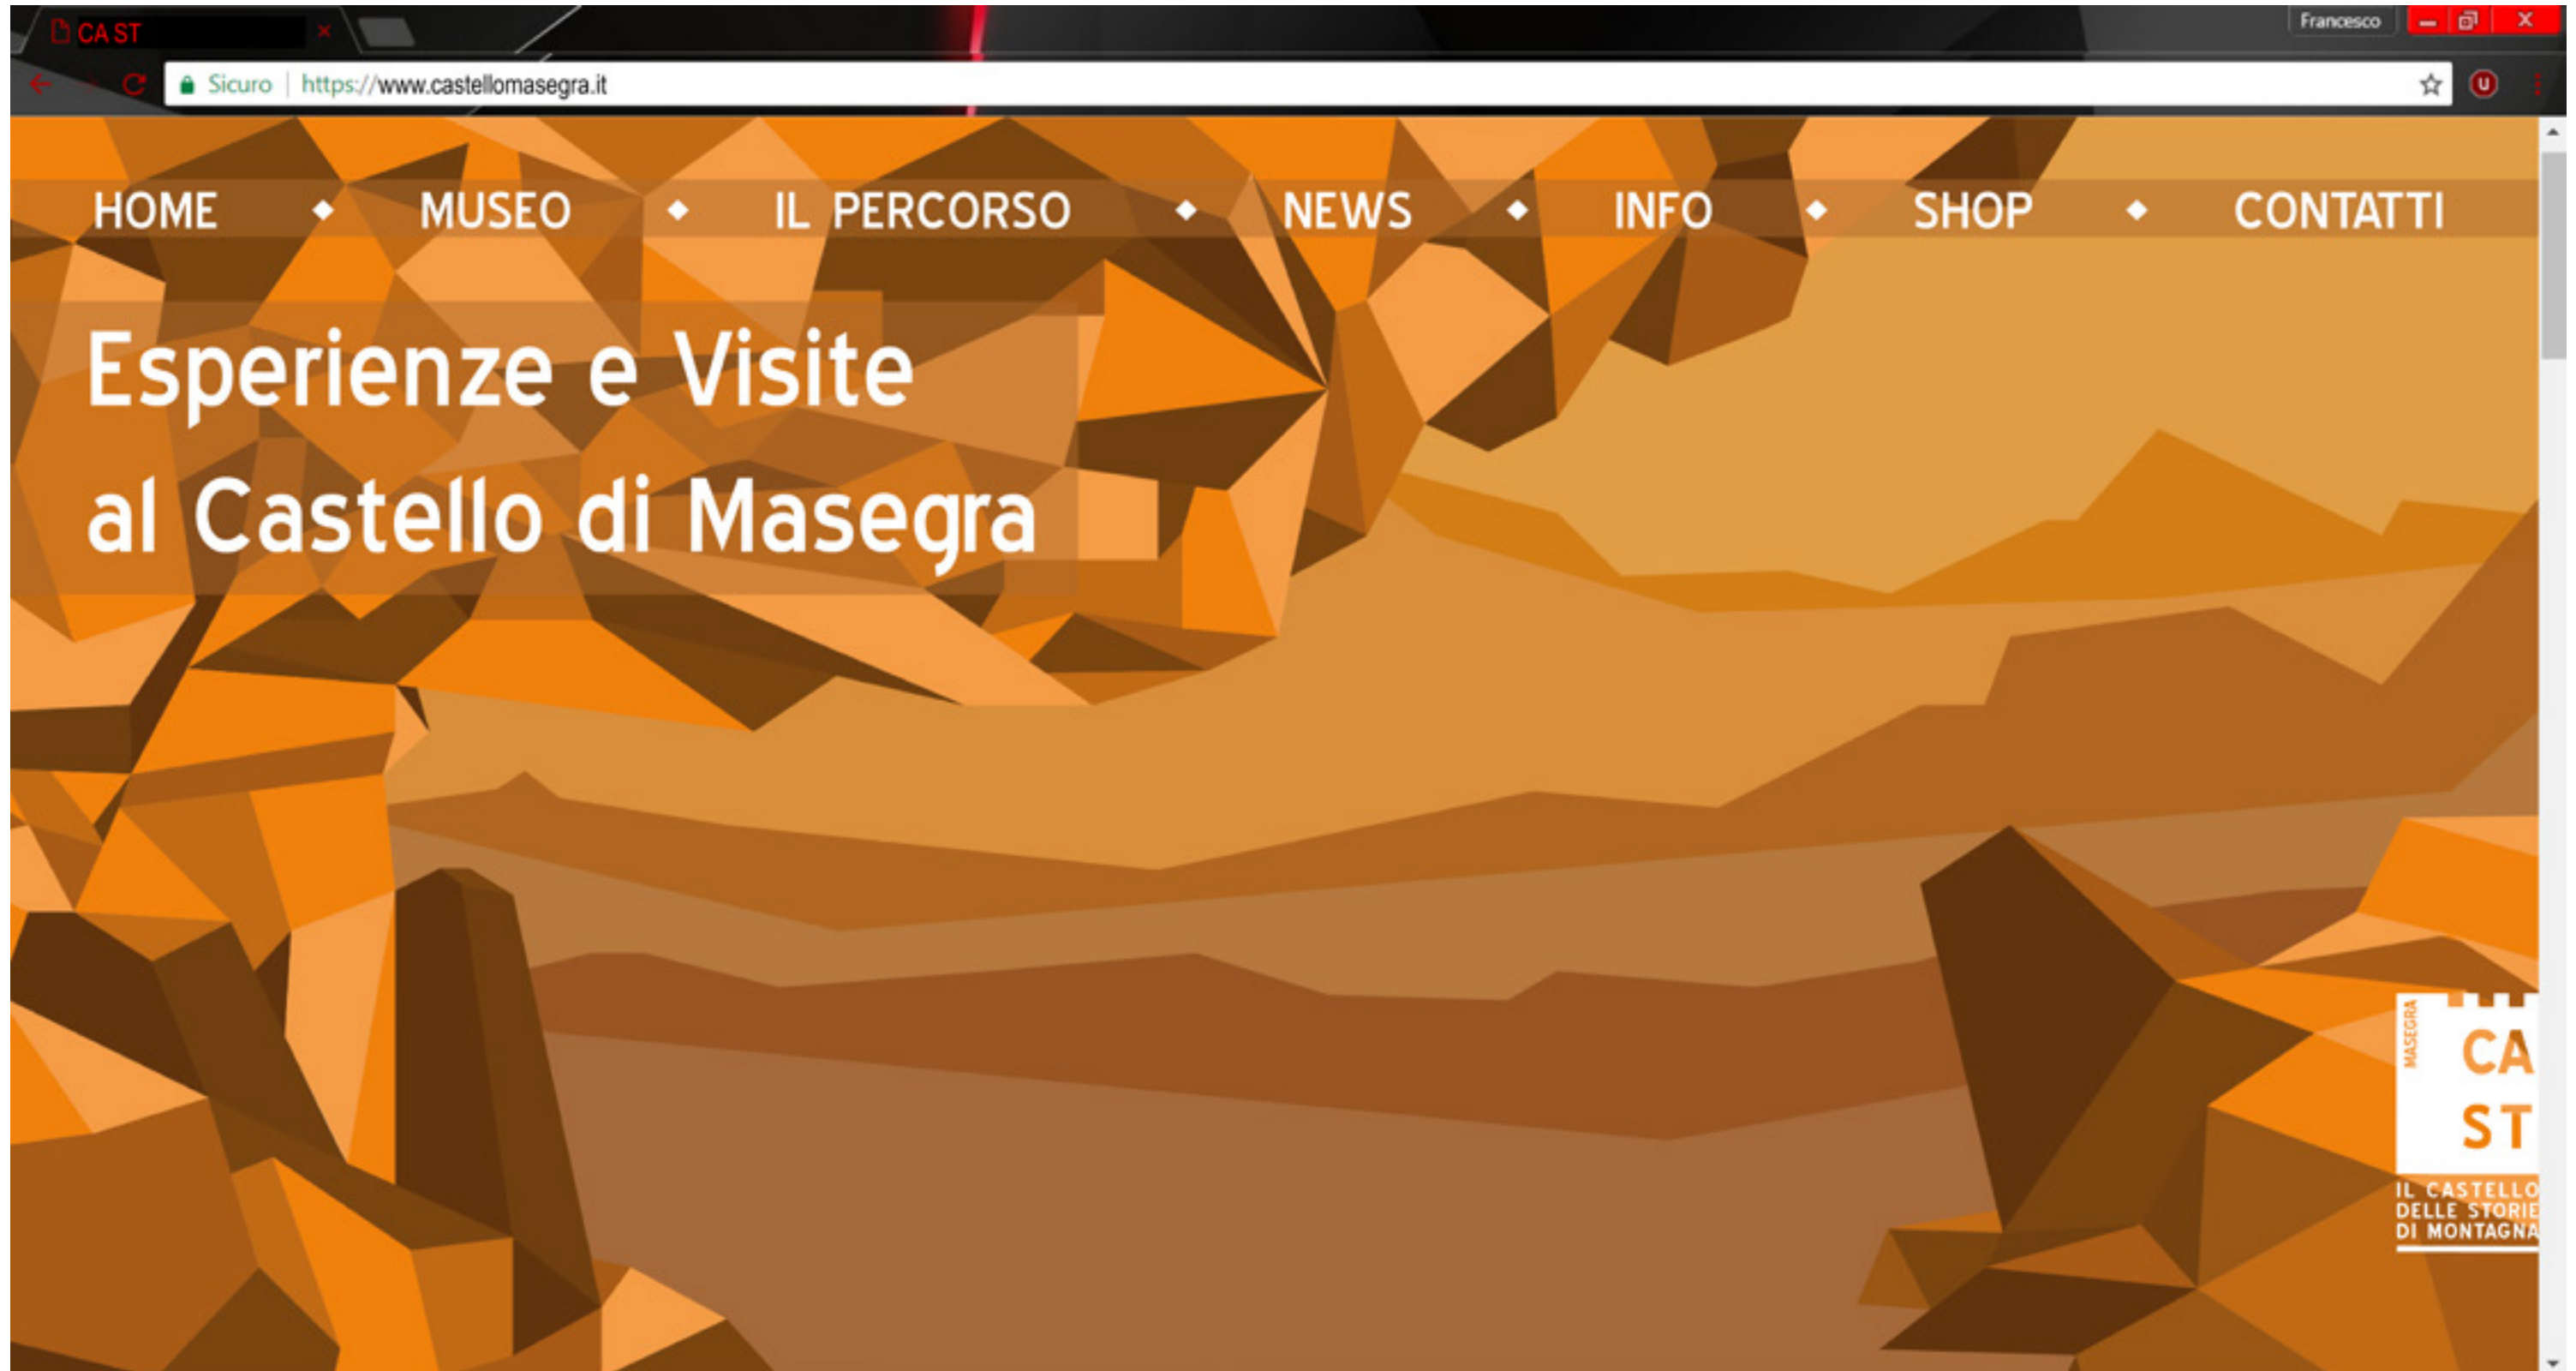 CA ST
Francesco
Sicuro | https://www.castellomasegra.it
HOME ◆ MUSEO ◆ IL PERCORSO ◆ NEWS ◆ INFO ◆ SHOP ◆ CONTATTI
Esperienze e Visite
al Castello di Masegra
MASEGRA
CA
ST
IL CASTELLO
DELLE STORIE
DI MONTAGNA